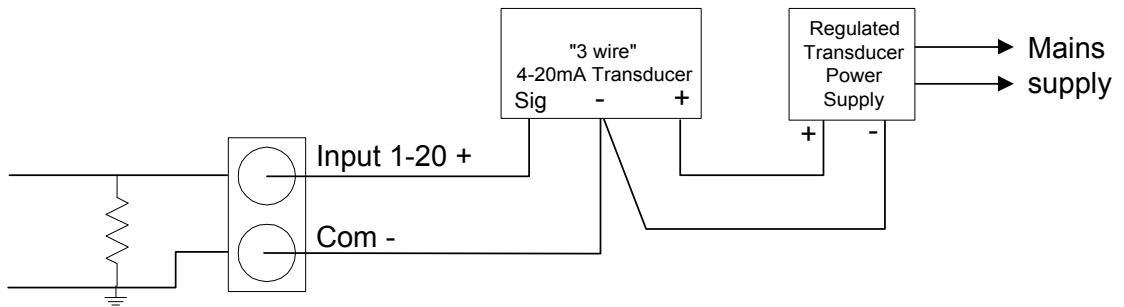 "3 wire"
4-20mA Transducer
Sig - +
Regulated
Transducer
Power
Supply
+ -
Mains
supply
Input 1-20 +
Com -